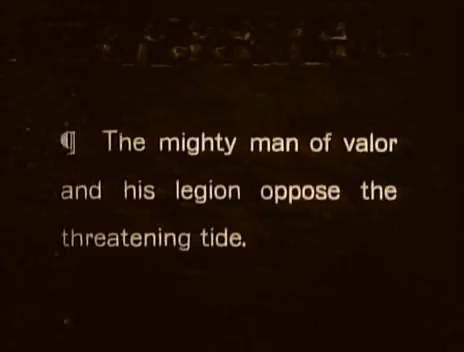 ¶ The mighty man of valor
and his legion oppose the
threatening tide.